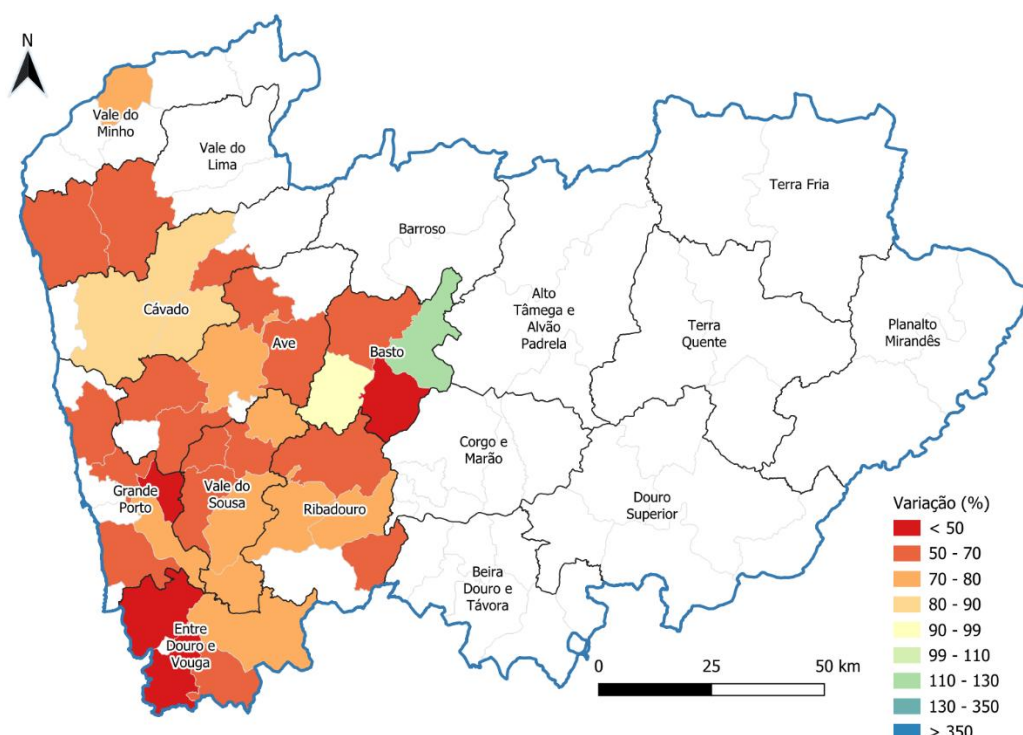 N
Vale do
Minho
Vale do
Lima
Terra Fria
Barroso
Cávado
Alto
Tâmega e
Alvão
Padrela
Terra
Quente
Planalto
Mirandês
Ave
Basto
Corgo e
Marão
Grande
Porto
Vale do
Sousa
Ribadouro
Douro
Superior
Beira
Douro e
Távora
Entre
Douro e
Vouga
0
25
50 km
Variação (%)
< 50
50 - 70
70 - 80
80 - 90
90 - 99
99 - 110
110 - 130
130 - 350
> 350